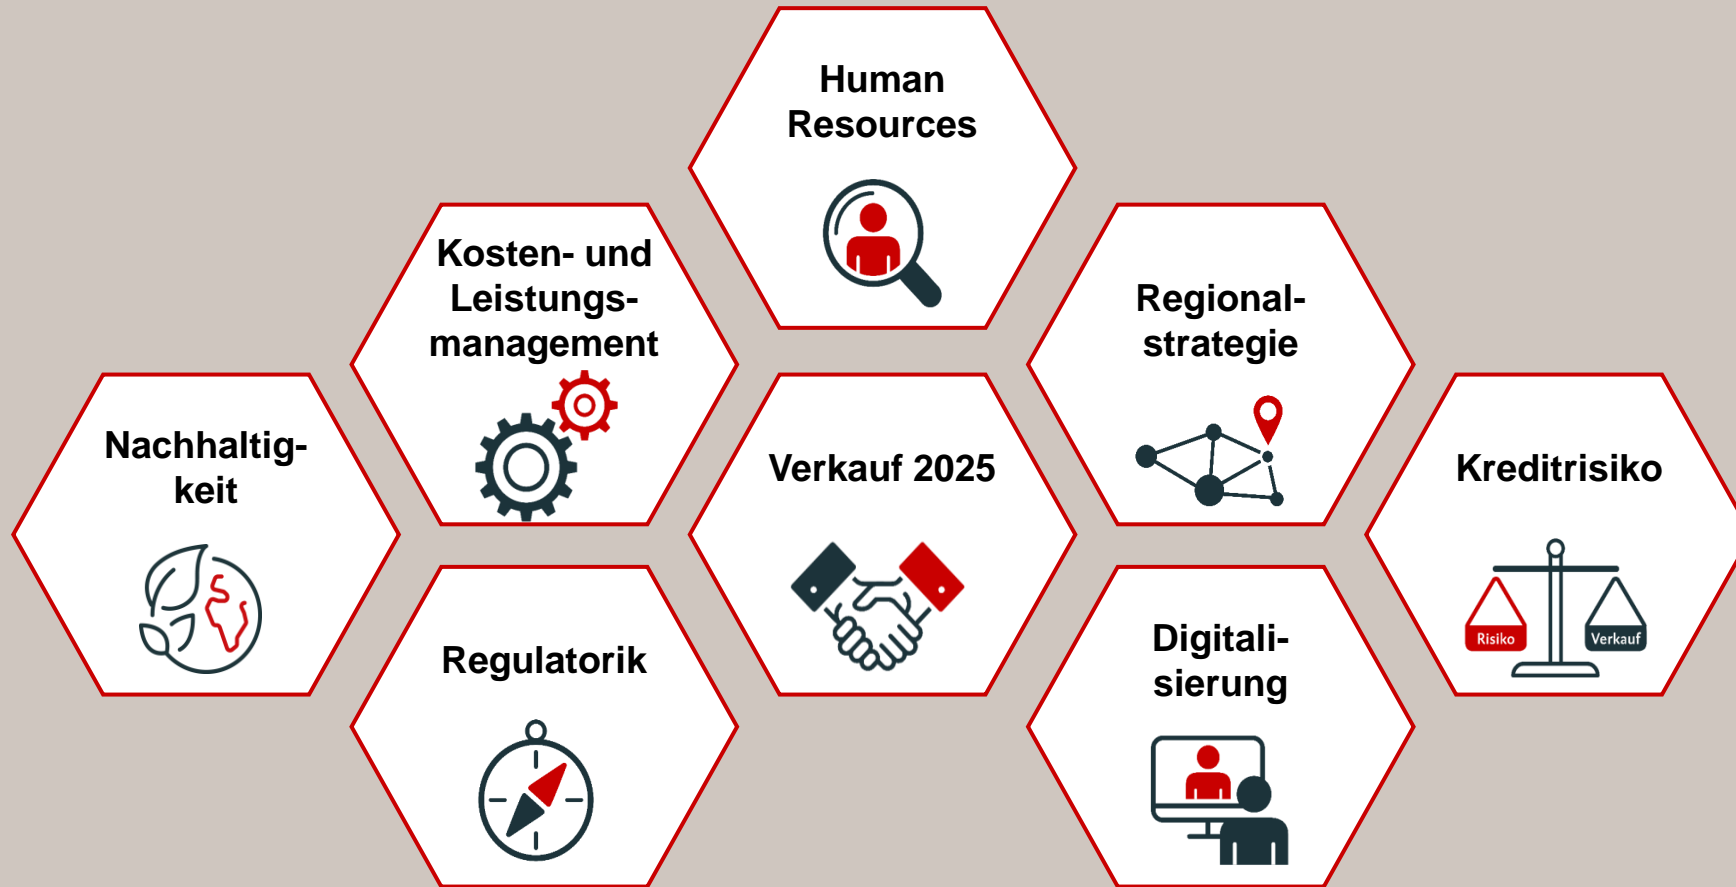 Human
Resources
Kosten- und
Leistungs-
management
Regional-
strategie
Nachhaltig-
keit
Verkauf 2025
Kreditrisiko
Risiko
Verkauf
Regulatorik
Digitali-
sierung